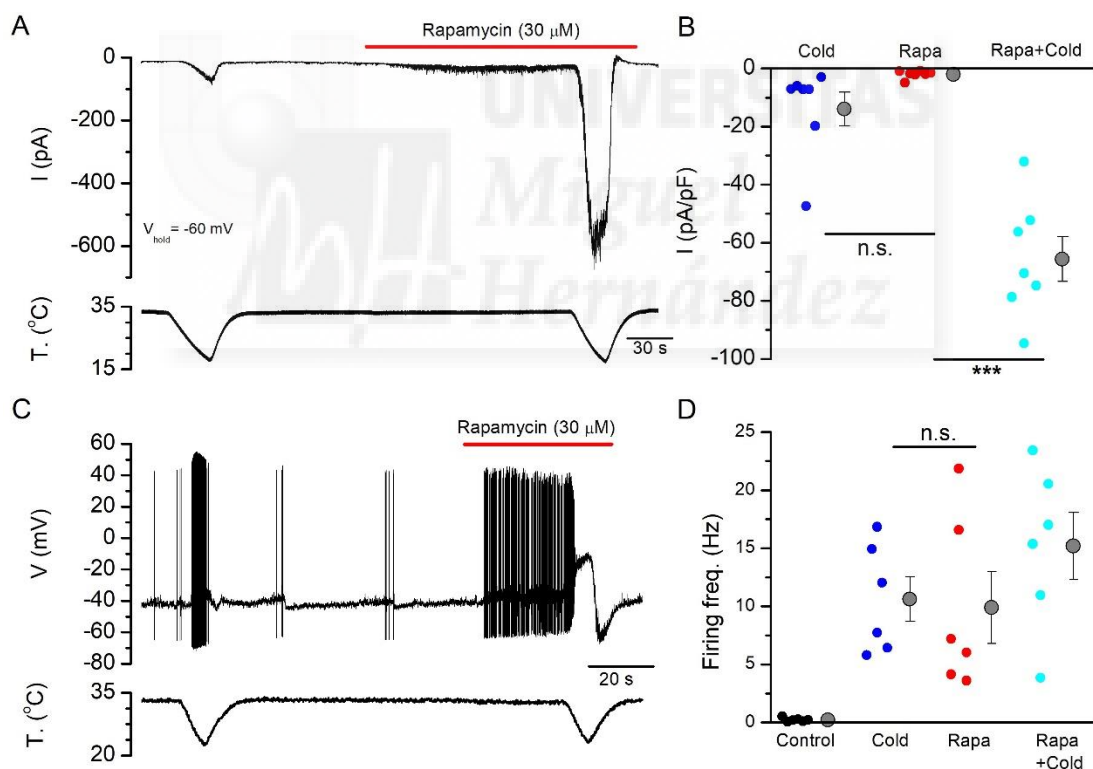 A
Rapamycin (30 μM)
0
-200
-400
-600
I (pA)
Vhold= -60 mV
35
15
T. (°C)
30 s
B
Cold
Rapa
Rapa+Cold
0
-20
-40
-60
-80
-100
I (pA/pF)
n.s.
***
UNIVERSITAS
Miguel
Hernández
C
Rapamycin (30 μM)
60
40
20
0
-20
-40
-60
-80
V (mV)
20 s
35
20
T. (°C)
D
n.s.
25
20
15
10
5
0
Firing freq. (Hz)
Control
Cold
Rapa
Rapa
+Cold